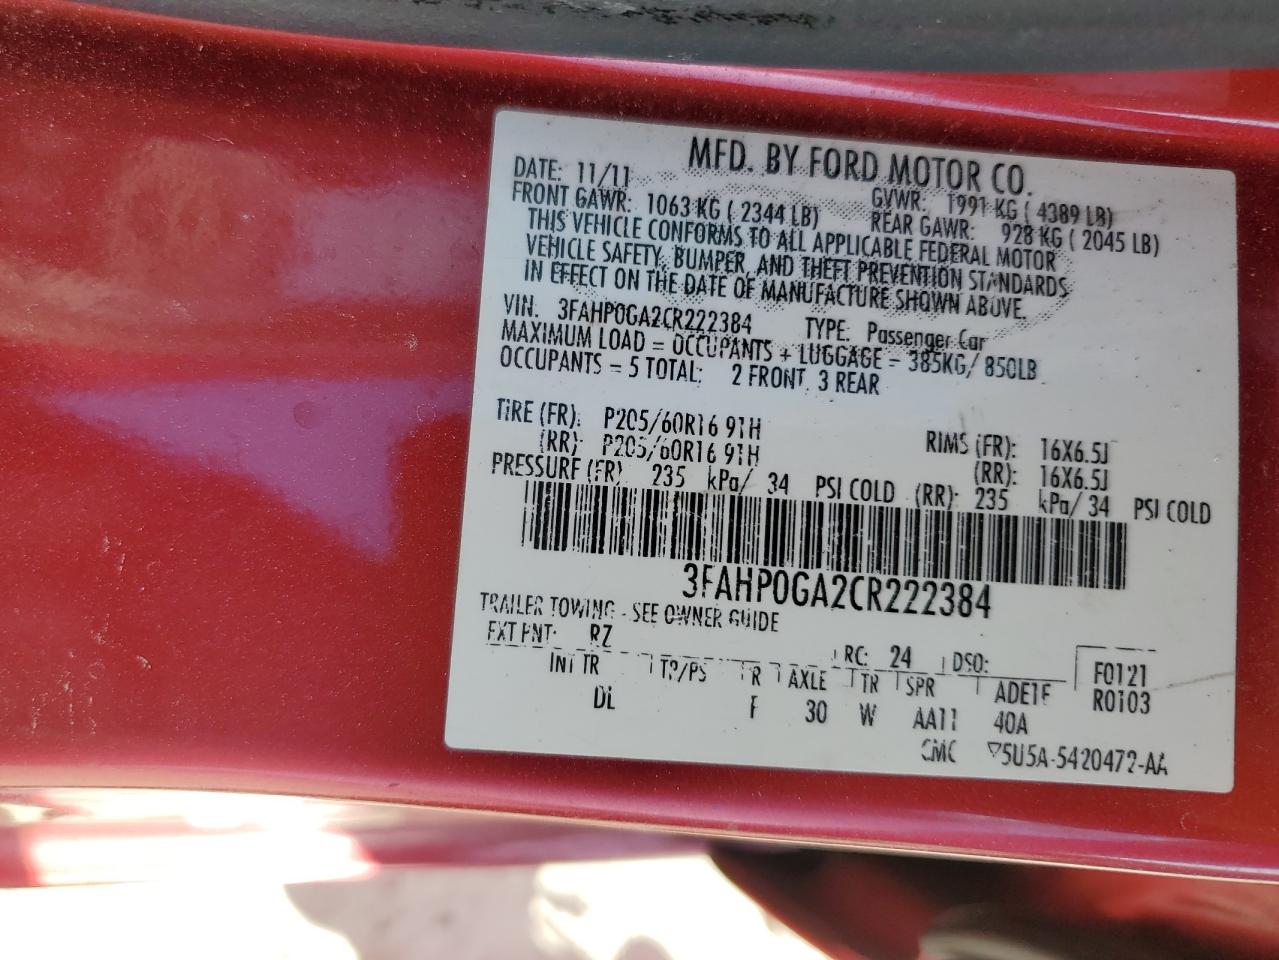 MFD. BY FORD MOTOR CO.
DATE: 11/11 GVWR: 1991 KG ( 4389 LB)
FRONT GAWR: 1063 KG ( 2344 LB) REAR GAWR: 928 KG ( 2045 LB)
THIS VEHICLE CONFORMS TO ALL APPLICABLE FEDERAL MOTOR
VEHICLE SAFETY, BUMPER, AND THEFT PREVENTION STANDARDS
IN EFFECT ON THE DATE OF MANUFACTURE SHOWN ABOVE.
VIN: 3FAHP0GA2CR222384 TYPE: Passenger Car
MAXIMUM LOAD = OCCUPANTS + LUGGAGE = 385KG/ 850LB
OCCUPANTS = 5 TOTAL: 2 FRONT, 3 REAR
TIRE (FR): P205/60R16 91H RIMS (FR): 16X6.5J
(RR): P205/60R16 91H (RR): 16X6.5J
PRESSURE (FR) 235 kPa/ 34 PSI COLD (RR): 235 kPa/ 34 PSI COLD
3FAHP0GA2CR222384
TRAILER TOWING - SEE OWNER GUIDE
EXT PNT: RZ RC: 24 DSO: F0121
INT TR TP/PS R AXLE TR SPR ADE1F R0103
DL F 30 W AA11 40A
CMC ▽5U5A-5420472-AA